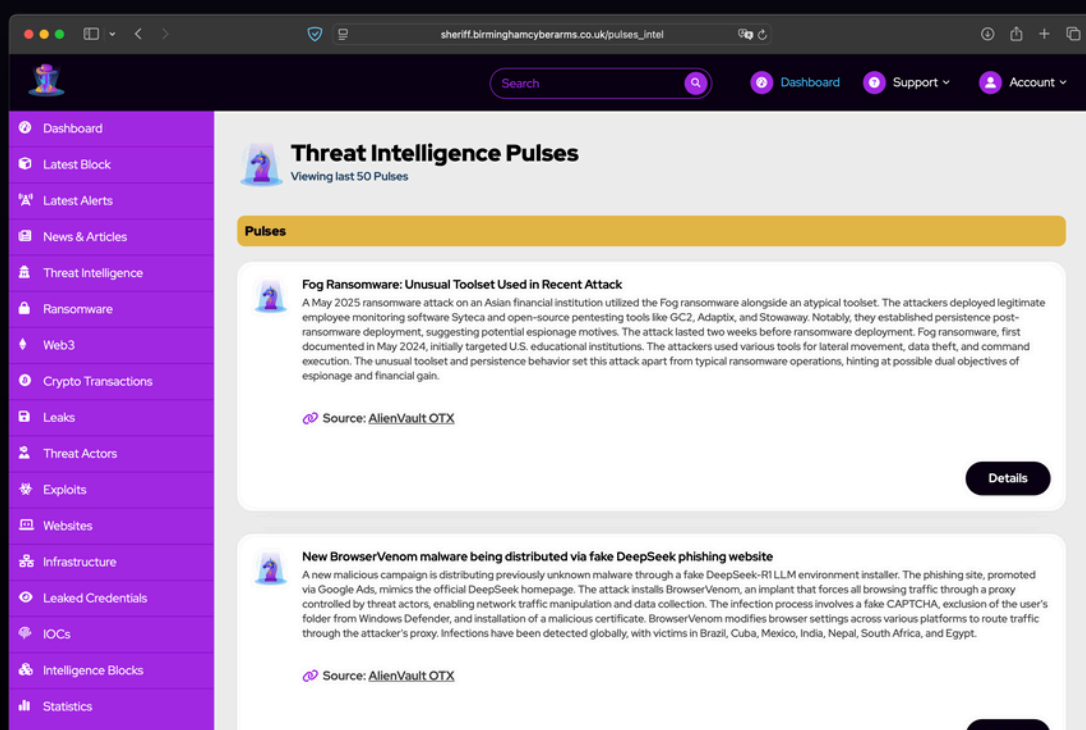 sheriff.birminghamcyberarms.co.uk/pulses_intel
Search
Dashboard
Support
Account
Dashboard
Latest Block
Latest Alerts
News & Articles
Threat Intelligence
Ransomware
Web3
Crypto Transactions
Leaks
Threat Actors
Exploits
Websites
Infrastructure
Leaked Credentials
IOCs
Intelligence Blocks
Statistics
Threat Intelligence Pulses
Viewing last 50 Pulses
Pulses
Fog Ransomware: Unusual Toolset Used in Recent Attack
A May 2025 ransomware attack on an Asian financial institution utilized the Fog ransomware alongside an atypical toolset. The attackers deployed legitimate
employee monitoring software Syteca and open-source pentesting tools like GC2, Adaptix, and Stowaway. Notably, they established persistence post-
ransomware deployment, suggesting potential espionage motives. The attack lasted two weeks before ransomware deployment. Fog ransomware, first
documented in May 2024, initially targeted U.S. educational institutions. The attackers used various tools for lateral movement, data theft, and command
execution. The unusual toolset and persistence behavior set this attack apart from typical ransomware operations, hinting at possible dual objectives of
espionage and financial gain.
Source: AlienVault OTX
Details
New BrowserVenom malware being distributed via fake DeepSeek phishing website
A new malicious campaign is distributing previously unknown malware through a fake DeepSeek-R1 LLM environment installer. The phishing site, promoted
via Google Ads, mimics the official DeepSeek homepage. The attack installs BrowserVenom, an implant that forces all browsing traffic through a proxy
controlled by threat actors, enabling network traffic manipulation and data collection. The infection process involves a fake CAPTCHA, exclusion of the user's
folder from Windows Defender, and installation of a malicious certificate. BrowserVenom modifies browser settings across various platforms to route traffic
through the attacker's proxy. Infections have been detected globally, with victims in Brazil, Cuba, Mexico, India, Nepal, South Africa, and Egypt.
Source: AlienVault OTX